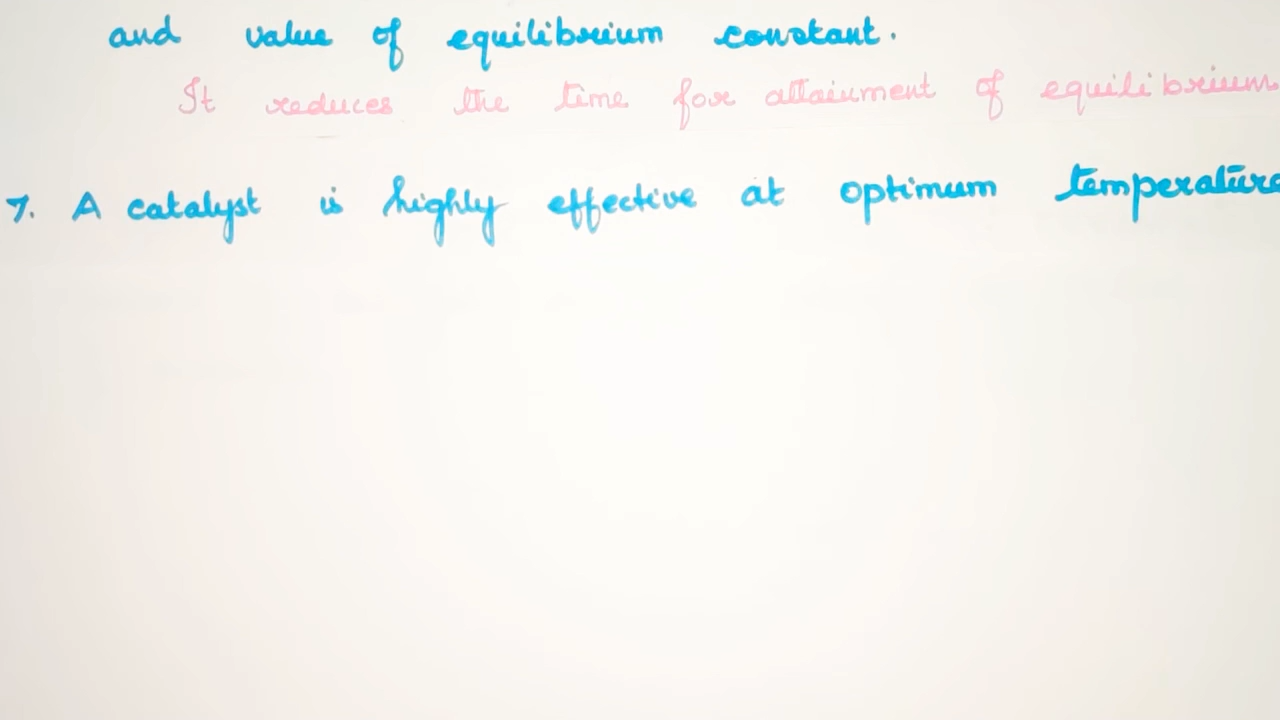 and value of equilibrium constant.
It reduces the time for attainment of equilibrium
7. A catalyst is highly effective at optimum temperature